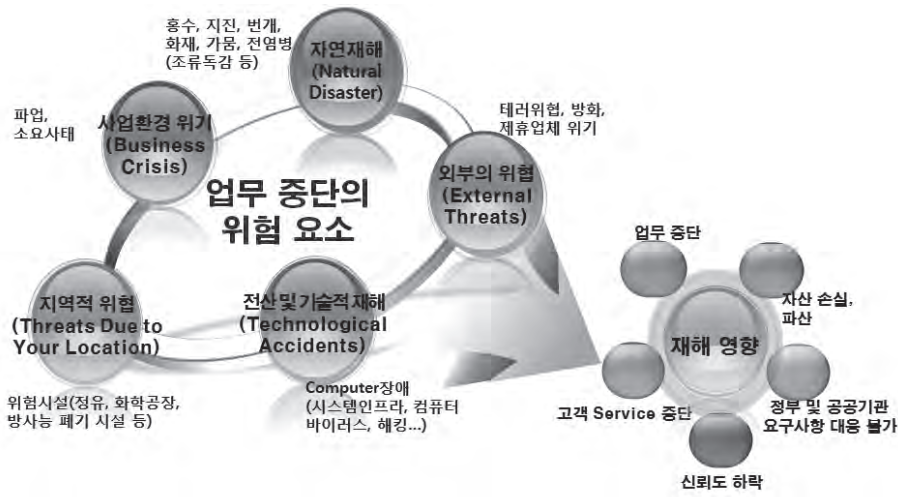 홍수, 지진, 번개,
화재, 가뭄, 전염병
(조류독감 등)
자연재해
(Natural
Disaster)
파업,
소요사태
사업환경 위기
(Business
Crisis)
테러위협, 방화,
제휴업체 위기
외부의 위협
(External
Threats)
업무 중단의
위험 요소
지역적 위협
(Threats Due to
Your Location)
위험시설(정유, 화학공장,
방사능 폐기 시설 등)
전산 및 기술적 재해
(Technological
Accidents)
Computer장애
(시스템인프라, 컴퓨터
바이러스, 해킹...)
업무 중단
자산 손실,
파산
재해 영향
고객 Service 중단
정부 및 공공기관
요구사항 대응 불가
신뢰도 하락